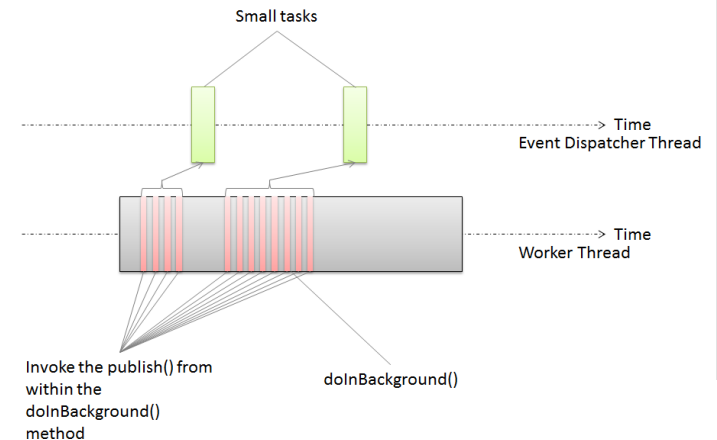 Small tasks
Time
Event Dispatcher Thread
Time
Worker Thread
Invoke the publish() from
within the
doInBackground()
method
doInBackground()